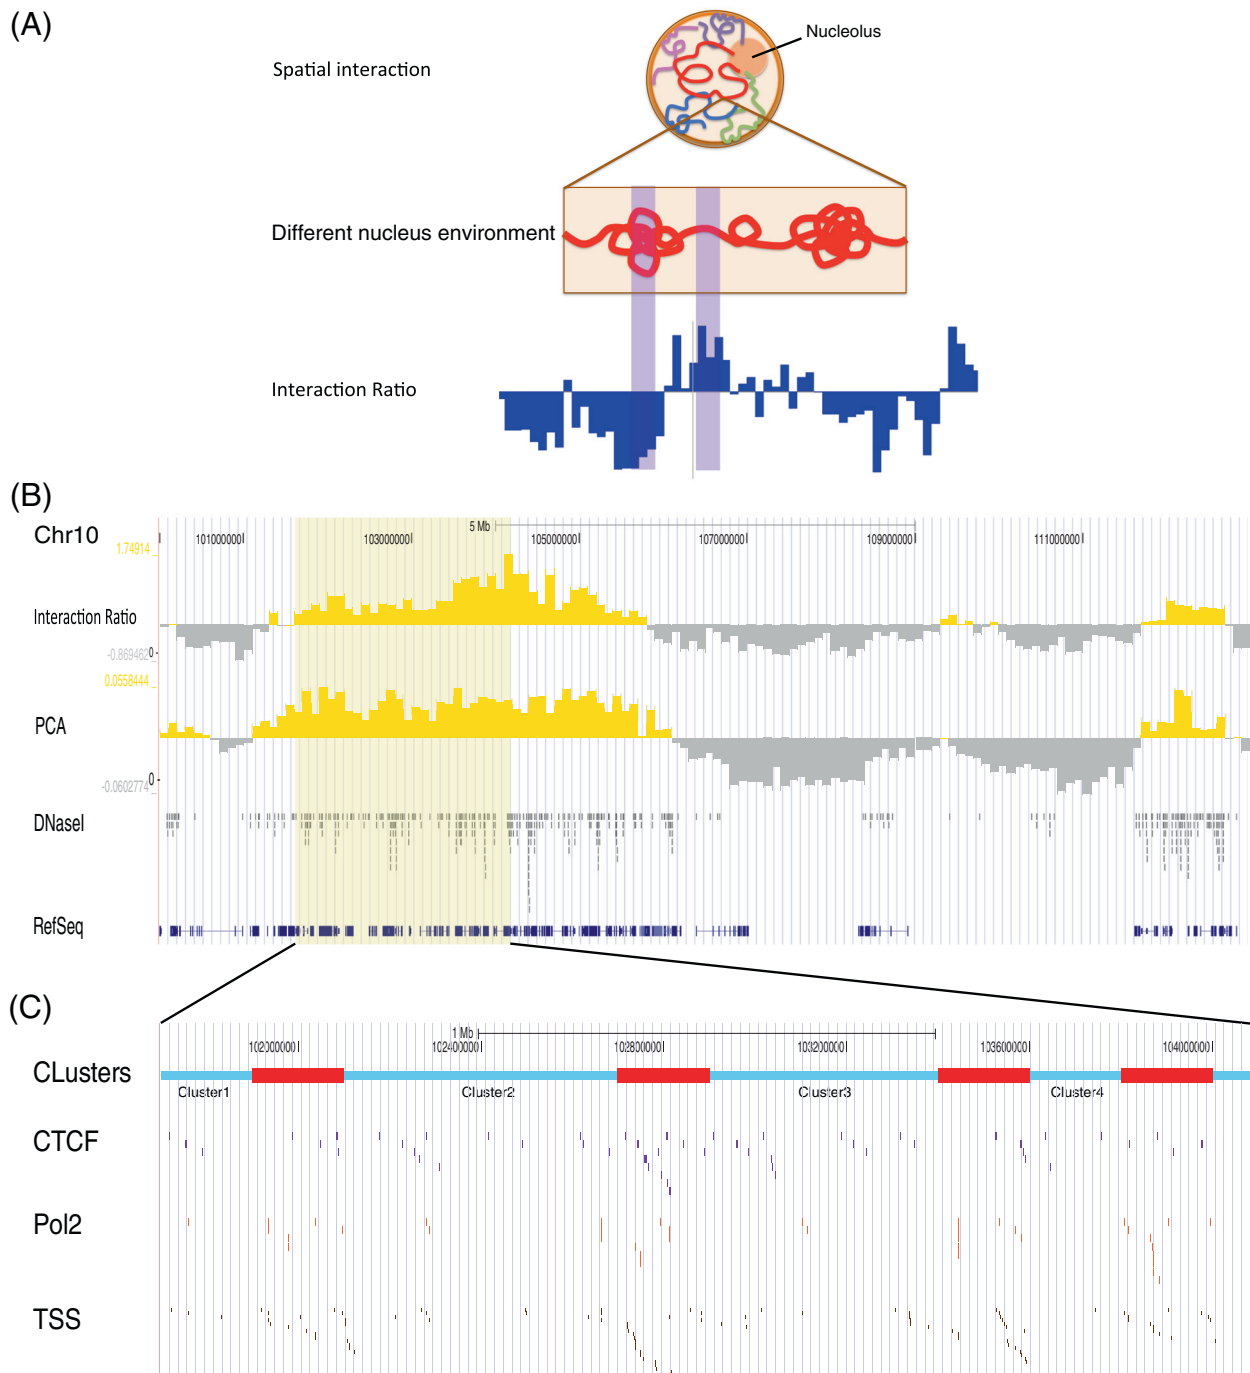 (A)
Nucleolus
Spatial interaction
Different nucleus environment
Interaction Ratio
(B)
Chr10
5 Mb
101000000 103000000 105000000 107000000 109000000 111000000
1.74914
Interaction Ratio
-0.869462
0
0.0558444
PCA
0
-0.0602774
DNaseI
RefSeq
(C)
1 Mb
102000000 102400000 102800000 103200000 103600000 104000000
CLusters
Cluster1 Cluster2 Cluster3 Cluster4
CTCF
Pol2
TSS